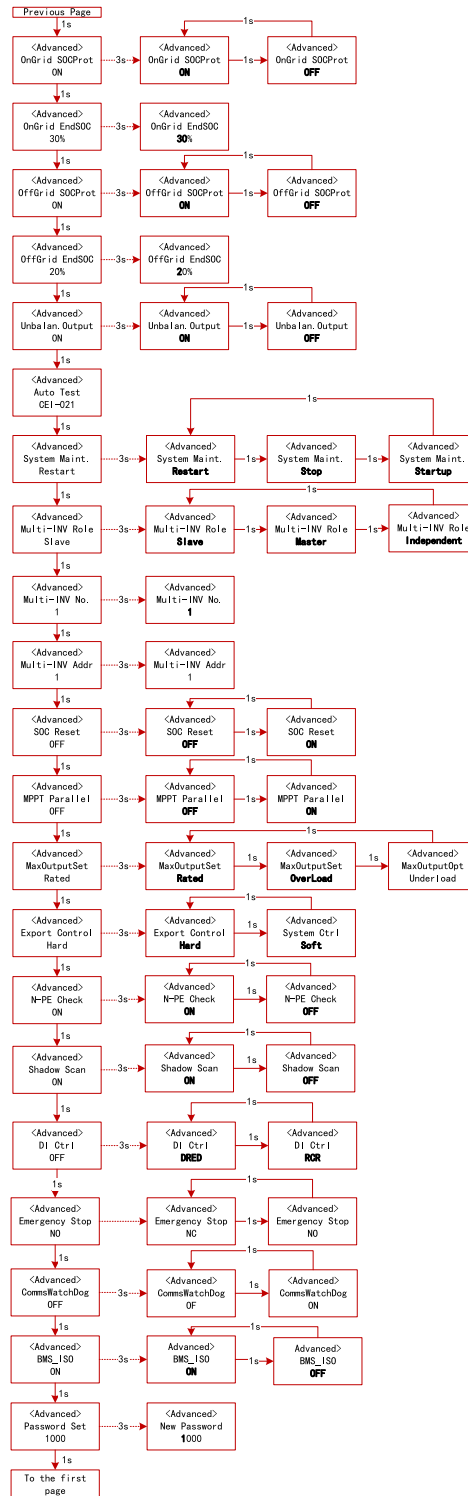 Previous Page
1s
1s
<Advanced>
OnGrid SOCProt
ON
3s
<Advanced>
OnGrid SOCProt
ON
1s
<Advanced>
OnGrid SOCProt
OFF
1s
<Advanced>
OnGrid EndSOC
30%
3s
<Advanced>
OnGrid EndSOC
30%
1s
1s
<Advanced>
OffGrid SOCProt
ON
3s
<Advanced>
OffGrid SOCProt
ON
1s
<Advanced>
OffGrid SOCProt
OFF
1s
<Advanced>
OffGrid EndSOC
20%
3s
<Advanced>
OffGrid EndSOC
20%
1s
1s
<Advanced>
Unbalan.Output
ON
3s
<Advanced>
Unbalan.Output
ON
1s
<Advanced>
Unbalan.Output
OFF
1s
<Advanced>
Auto Test
CEI-021
1s
1s
<Advanced>
System Maint.
Restart
3s
<Advanced>
System Maint.
Restart
1s
<Advanced>
System Maint.
Stop
1s
<Advanced>
System Maint.
Startup
1s
1s
<Advanced>
Multi-INV Role
Slave
3s
<Advanced>
Multi-INV Role
Slave
1s
<Advanced>
Multi-INV Role
Master
1s
<Advanced>
Multi-INV Role
Independent
1s
<Advanced>
Multi-INV No.
1
3s
<Advanced>
Multi-INV No.
1
1s
<Advanced>
Multi-INV Addr
1
3s
<Advanced>
Multi-INV Addr
1
1s
1s
<Advanced>
SOC Reset
OFF
3s
<Advanced>
SOC Reset
OFF
1s
<Advanced>
SOC Reset
ON
1s
1s
<Advanced>
MPPT Parallel
OFF
3s
<Advanced>
MPPT Parallel
OFF
1s
<Advanced>
MPPT Parallel
ON
1s
1s
<Advanced>
MaxOutputSet
Rated
3s
<Advanced>
MaxOutputSet
Rated
1s
<Advanced>
MaxOutputSet
OverLoad
1s
<Advanced>
MaxOutputOpt
Underload
1s
1s
<Advanced>
Export Control
Hard
3s
<Advanced>
Export Control
Hard
1s
<Advanced>
System Ctrl
Soft
1s
1s
<Advanced>
N-PE Check
ON
3s
<Advanced>
N-PE Check
ON
1s
<Advanced>
N-PE Check
OFF
1s
1s
<Advanced>
Shadow Scan
ON
3s
<Advanced>
Shadow Scan
ON
1s
<Advanced>
Shadow Scan
OFF
1s
1s
<Advanced>
DI Ctrl
OFF
3s
<Advanced>
DI Ctrl
DRED
1s
<Advanced>
DI Ctrl
RCR
1s
1s
<Advanced>
Emergency Stop
NO
<Advanced>
Emergency Stop
NC
1s
<Advanced>
Emergency Stop
NO
1s
1s
<Advanced>
CommsWatchDog
OFF
3s
<Advanced>
CommsWatchDog
OF
1s
<Advanced>
CommsWatchDog
ON
1s
1s
<Advanced>
BMS_ISO
ON
3s
Advanced>
BMS_ISO
ON
1s
Advanced>
BMS_ISO
OFF
1s
<Advanced>
Password Set
1000
3s
<Advanced>
New Password
1000
1s
To the first
page